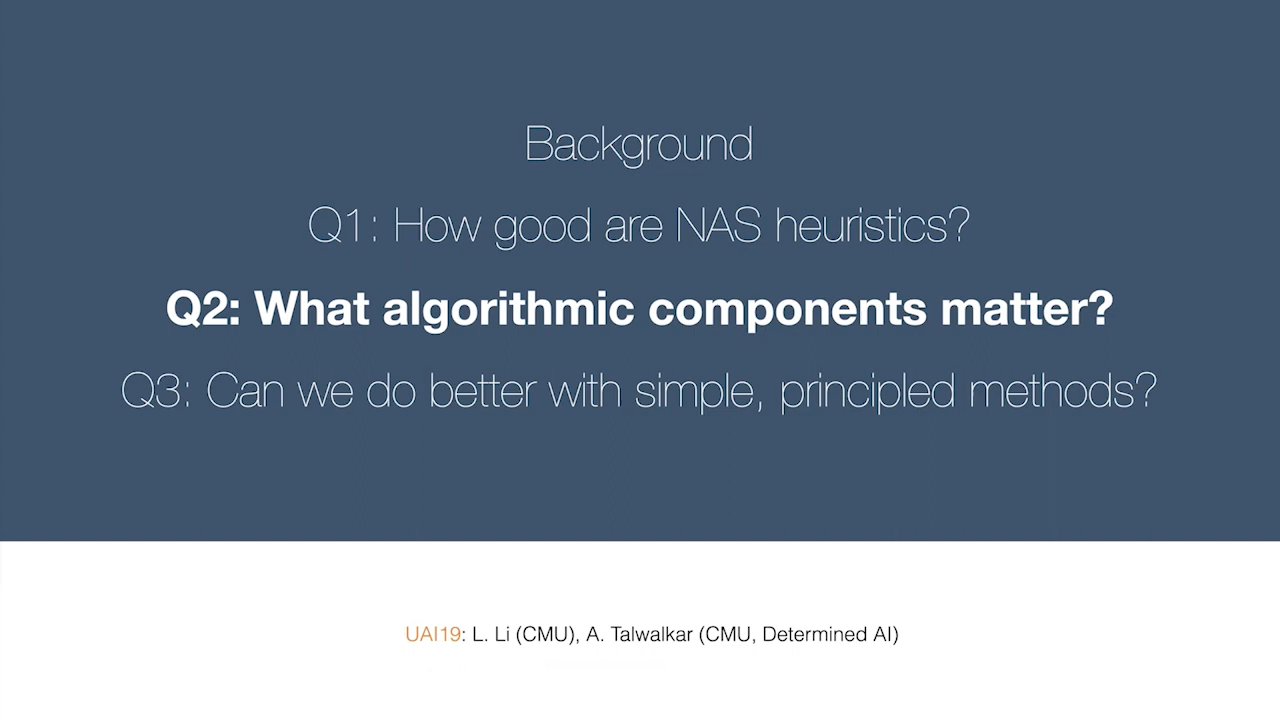 Background
Q1: How good are NAS heuristics?
Q2: What algorithmic components matter?
Q3: Can we do better with simple, principled methods?
UAI19: L. Li (CMU), A. Talwalkar (CMU, Determined AI)